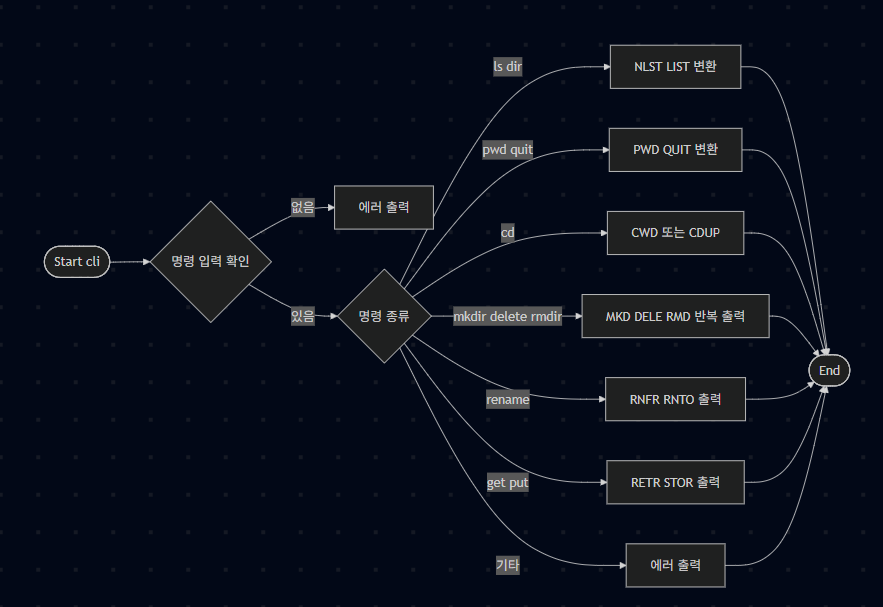 Start cli
명령 입력 확인
없음
에러 출력
있음
명령 종류
ls dir
NLST LIST 변환
pwd quit
PWD QUIT 변환
cd
CWD 또는 CDUP
mkdir delete rmdir
MKD DELE RMD 반복 출력
rename
RNFR RNTO 출력
get put
RETR STOR 출력
기타
에러 출력
End